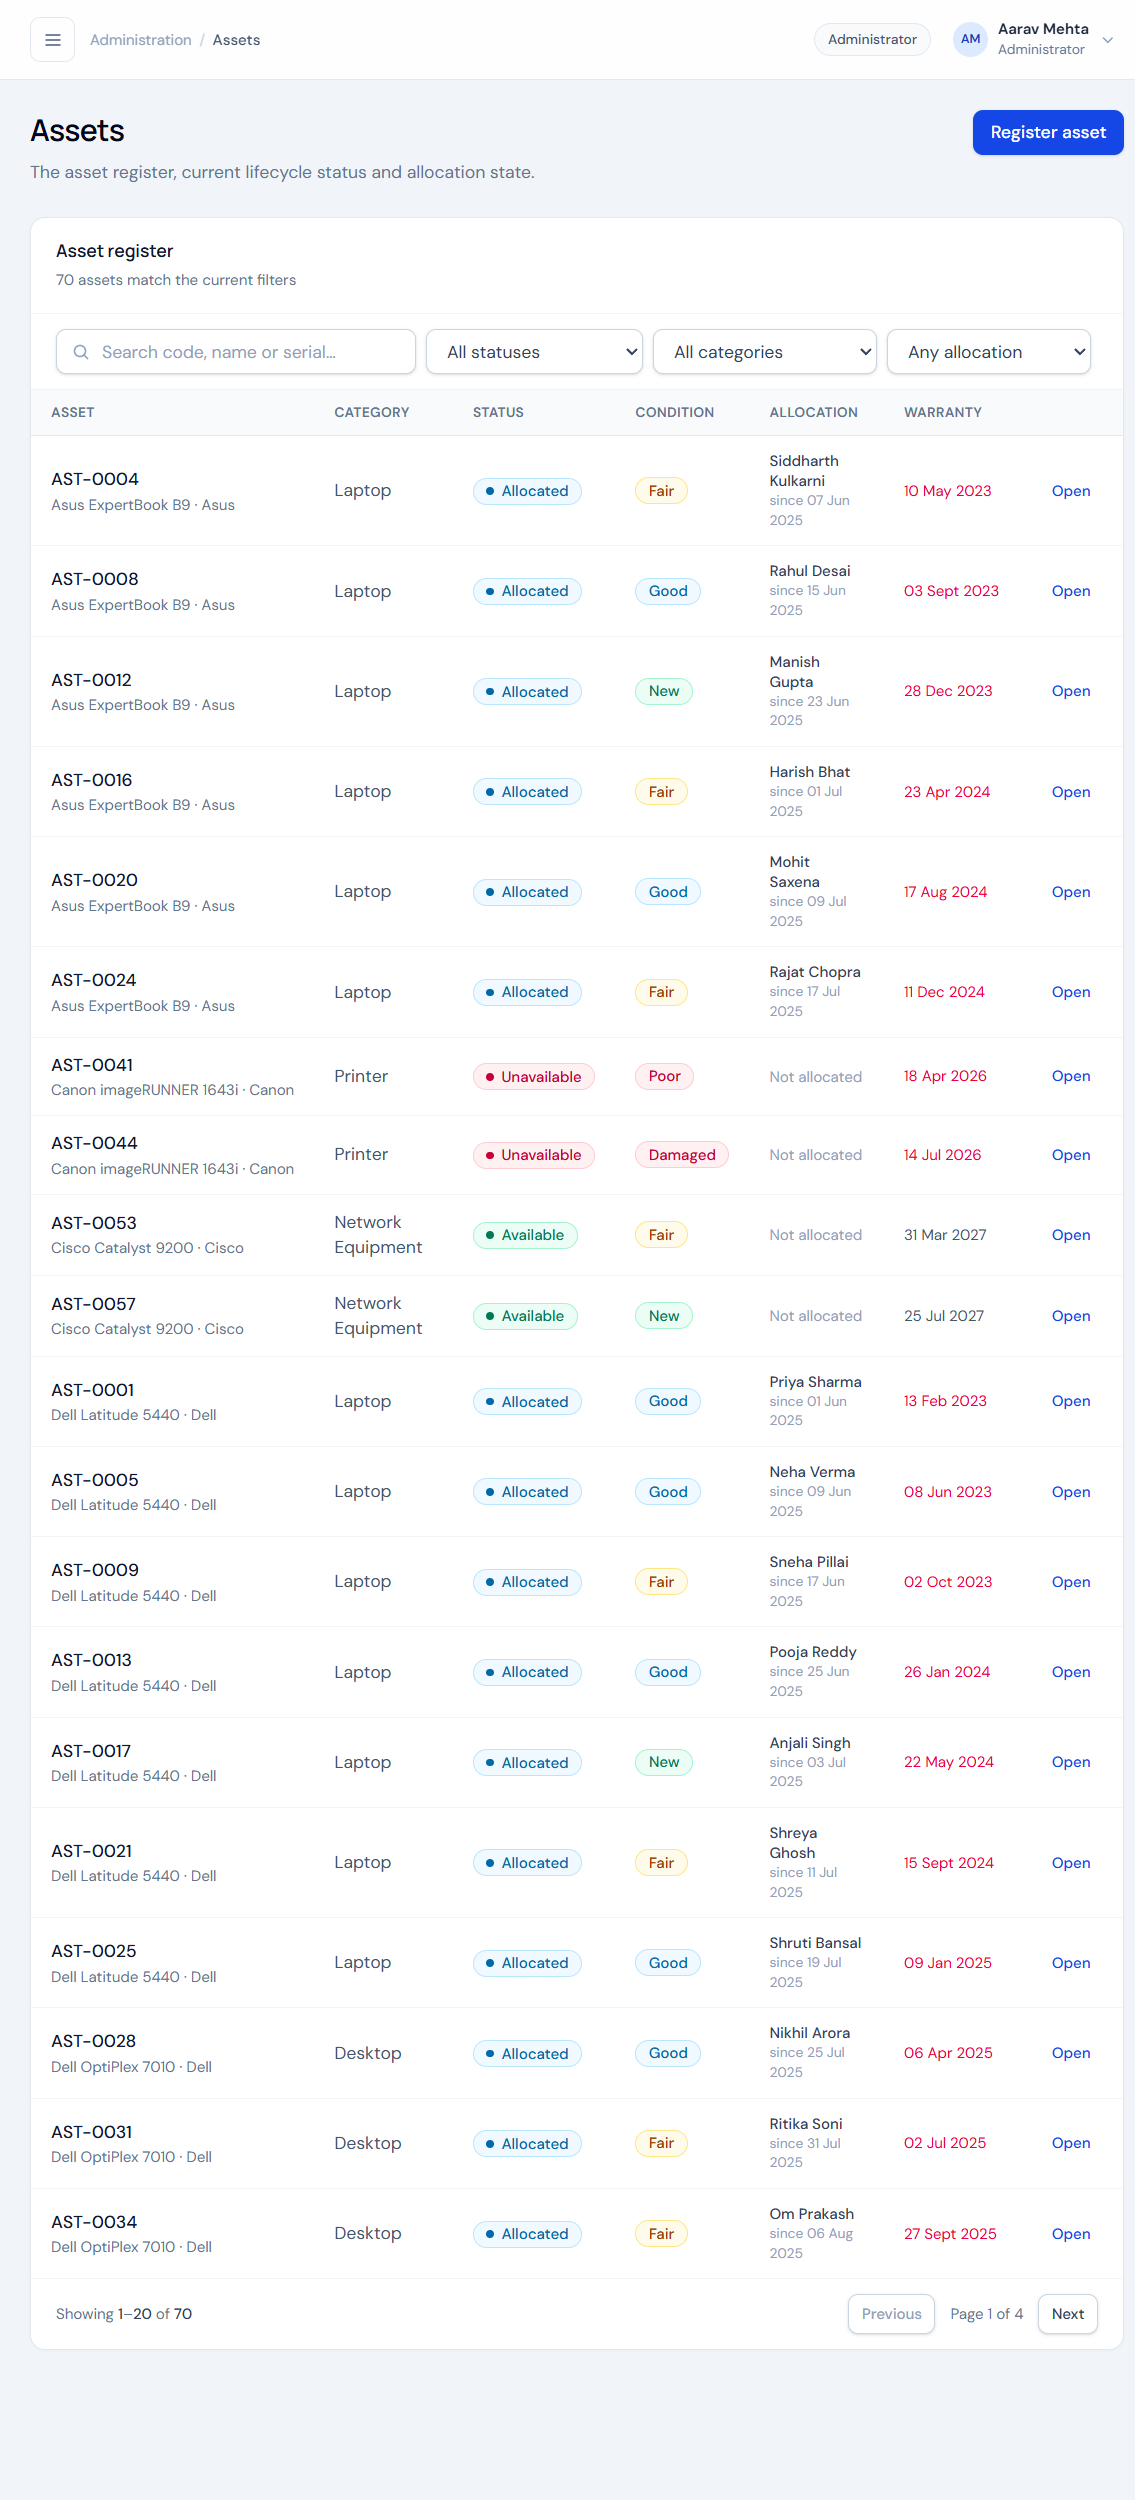 Administration / Assets
Administrator
AM
Aarav Mehta
Administrator
Assets
Register asset
The asset register, current lifecycle status and allocation state.
Asset register
70 assets match the current filters
Search code, name or serial...
All statuses
All categories
Any allocation
ASSET CATEGORY STATUS CONDITION ALLOCATION WARRANTY
AST-0004
Asus ExpertBook B9 · Asus
Laptop
Allocated
Fair
Siddharth
Kulkarni
since 07 Jun
2025
10 May 2023
Open
AST-0008
Asus ExpertBook B9 · Asus
Laptop
Allocated
Good
Rahul Desai
since 15 Jun
2025
03 Sept 2023
Open
AST-0012
Asus ExpertBook B9 · Asus
Laptop
Allocated
New
Manish
Gupta
since 23 Jun
2025
28 Dec 2023
Open
AST-0016
Asus ExpertBook B9 · Asus
Laptop
Allocated
Fair
Harish Bhat
since 01 Jul
2025
23 Apr 2024
Open
AST-0020
Asus ExpertBook B9 · Asus
Laptop
Allocated
Good
Mohit
Saxena
since 09 Jul
2025
17 Aug 2024
Open
AST-0024
Asus ExpertBook B9 · Asus
Laptop
Allocated
Fair
Rajat Chopra
since 17 Jul
2025
11 Dec 2024
Open
AST-0041
Canon imageRUNNER 1643i · Canon
Printer
Unavailable
Poor
Not allocated
18 Apr 2026
Open
AST-0044
Canon imageRUNNER 1643i · Canon
Printer
Unavailable
Damaged
Not allocated
14 Jul 2026
Open
AST-0053
Cisco Catalyst 9200 · Cisco
Network
Equipment
Available
Fair
Not allocated
31 Mar 2027
Open
AST-0057
Cisco Catalyst 9200 · Cisco
Network
Equipment
Available
New
Not allocated
25 Jul 2027
Open
AST-0001
Dell Latitude 5440 · Dell
Laptop
Allocated
Good
Priya Sharma
since 01 Jun
2025
13 Feb 2023
Open
AST-0005
Dell Latitude 5440 · Dell
Laptop
Allocated
Good
Neha Verma
since 09 Jun
2025
08 Jun 2023
Open
AST-0009
Dell Latitude 5440 · Dell
Laptop
Allocated
Fair
Sneha Pillai
since 17 Jun
2025
02 Oct 2023
Open
AST-0013
Dell Latitude 5440 · Dell
Laptop
Allocated
Good
Pooja Reddy
since 25 Jun
2025
26 Jan 2024
Open
AST-0017
Dell Latitude 5440 · Dell
Laptop
Allocated
New
Anjali Singh
since 03 Jul
2025
22 May 2024
Open
AST-0021
Dell Latitude 5440 · Dell
Laptop
Allocated
Fair
Shreya
Ghosh
since 11 Jul
2025
15 Sept 2024
Open
AST-0025
Dell Latitude 5440 · Dell
Laptop
Allocated
Good
Shruti Bansal
since 19 Jul
2025
09 Jan 2025
Open
AST-0028
Dell OptiPlex 7010 · Dell
Desktop
Allocated
Good
Nikhil Arora
since 25 Jul
2025
06 Apr 2025
Open
AST-0031
Dell OptiPlex 7010 · Dell
Desktop
Allocated
Fair
Ritika Soni
since 31 Jul
2025
02 Jul 2025
Open
AST-0034
Dell OptiPlex 7010 · Dell
Desktop
Allocated
Fair
Om Prakash
since 06 Aug
2025
27 Sept 2025
Open
Showing 1–20 of 70
Previous
Page 1 of 4
Next